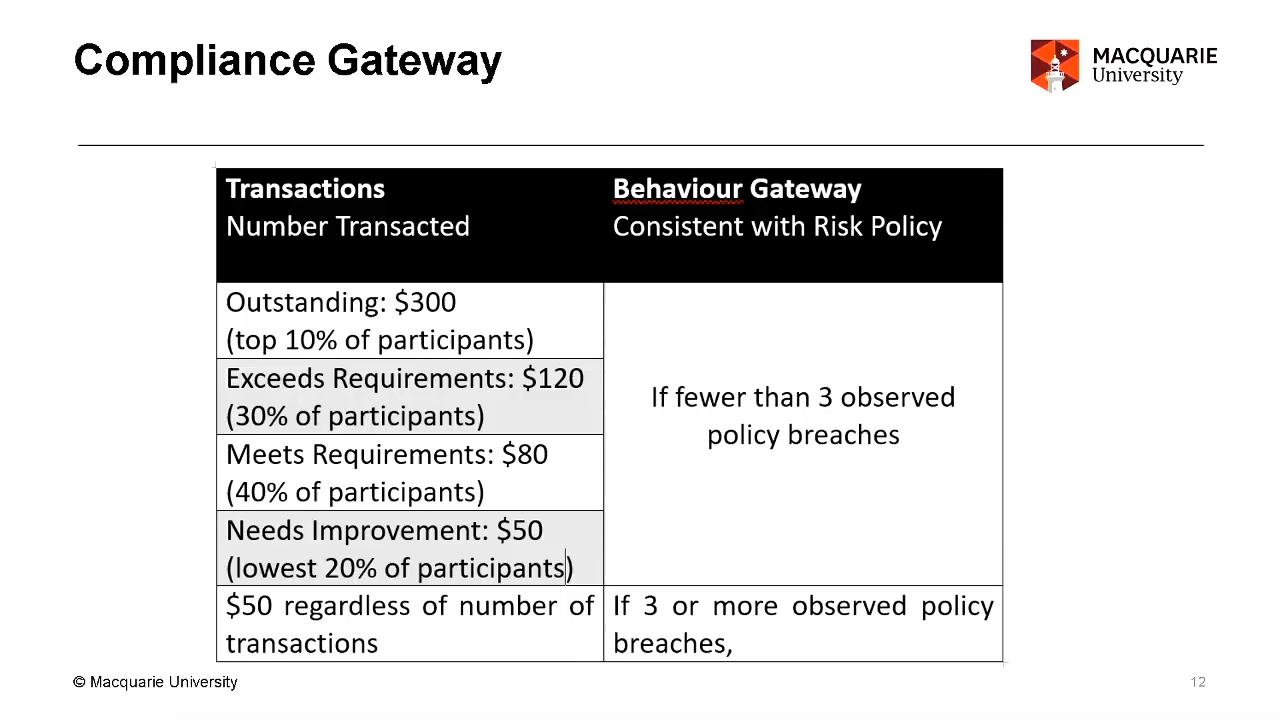 Compliance Gateway
MACQUARIE
University
Transactions
Number Transacted
Behaviour Gateway
Consistent with Risk Policy
Outstanding: $300
(top 10% of participants)
Exceeds Requirements: $120
(30% of participants)
Meets Requirements: $80
(40% of participants)
Needs Improvement: $50
(lowest 20% of participants)
If fewer than 3 observed
policy breaches
$50 regardless of number of
transactions
If 3 or more observed policy
breaches,
© Macquarie University
12